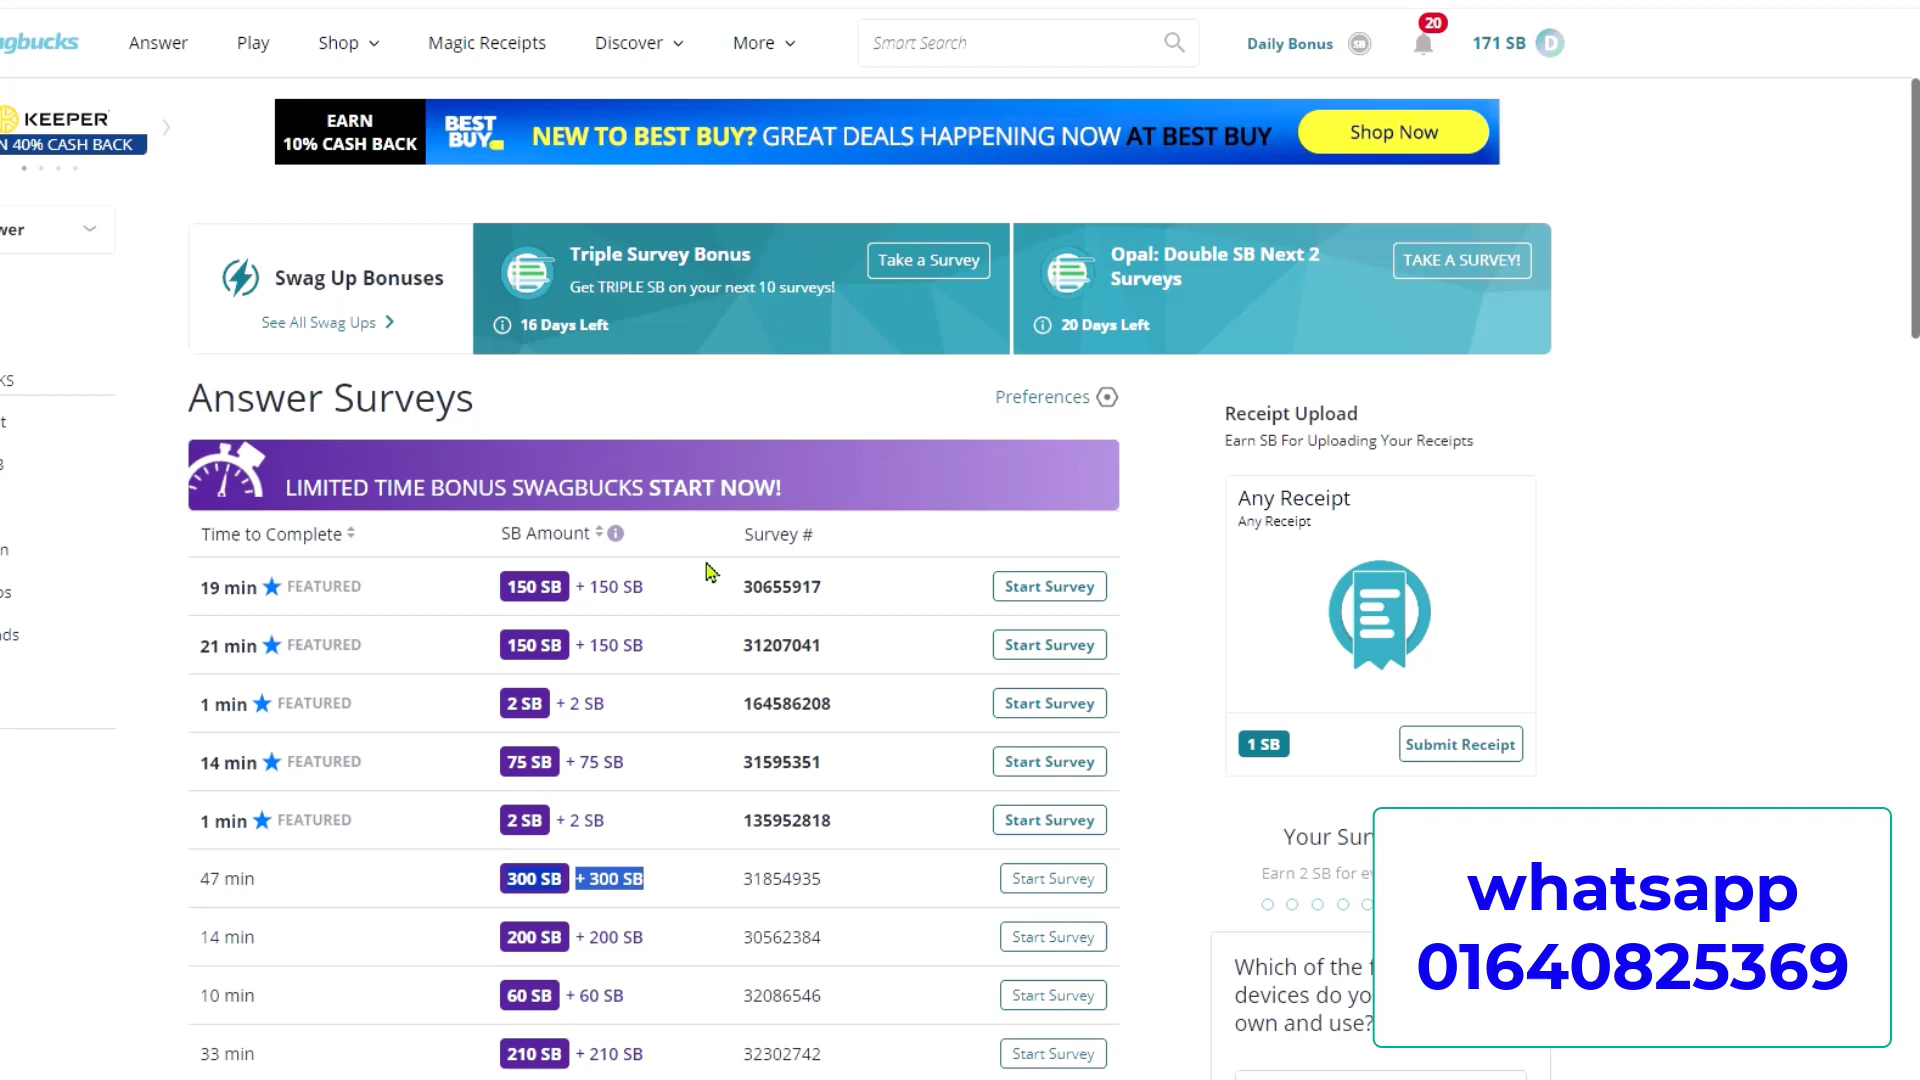 agbucks
Answer
Play
Shop
Magic Receipts
Discover
More
Smart Search
Daily Bonus
SB
20
171 SB
D
KEEPER
N 40% CASH BACK
EARN
10% CASH BACK
BEST
BUY
NEW TO BEST BUY? GREAT DEALS HAPPENING NOW AT BEST BUY
Shop Now
wer
Swag Up Bonuses
See All Swag Ups
Triple Survey Bonus
Get TRIPLE SB on your next 10 surveys!
16 Days Left
Take a Survey
Opal: Double SB Next 2
Surveys
20 Days Left
TAKE A SURVEY!
KS
t
B
n
ps
nds
Answer Surveys
Preferences
LIMITED TIME BONUS SWAGBUCKS START NOW!
Time to Complete SB Amount Survey #
19 min FEATURED 150 SB + 150 SB 30655917 Start Survey
21 min FEATURED 150 SB + 150 SB 31207041 Start Survey
1 min FEATURED 2 SB + 2 SB 164586208 Start Survey
14 min FEATURED 75 SB + 75 SB 31595351 Start Survey
1 min FEATURED 2 SB + 2 SB 135952818 Start Survey
47 min 300 SB + 300 SB 31854935 Start Survey
14 min 200 SB + 200 SB 30562384 Start Survey
10 min 60 SB + 60 SB 32086546 Start Survey
33 min 210 SB + 210 SB 32302742 Start Survey
Receipt Upload
Earn SB For Uploading Your Receipts
Any Receipt
Any Receipt
1 SB
Submit Receipt
Your Sur
Earn 2 SB for e
Which of the f
devices do yo
own and use?
whatsapp
01640825369